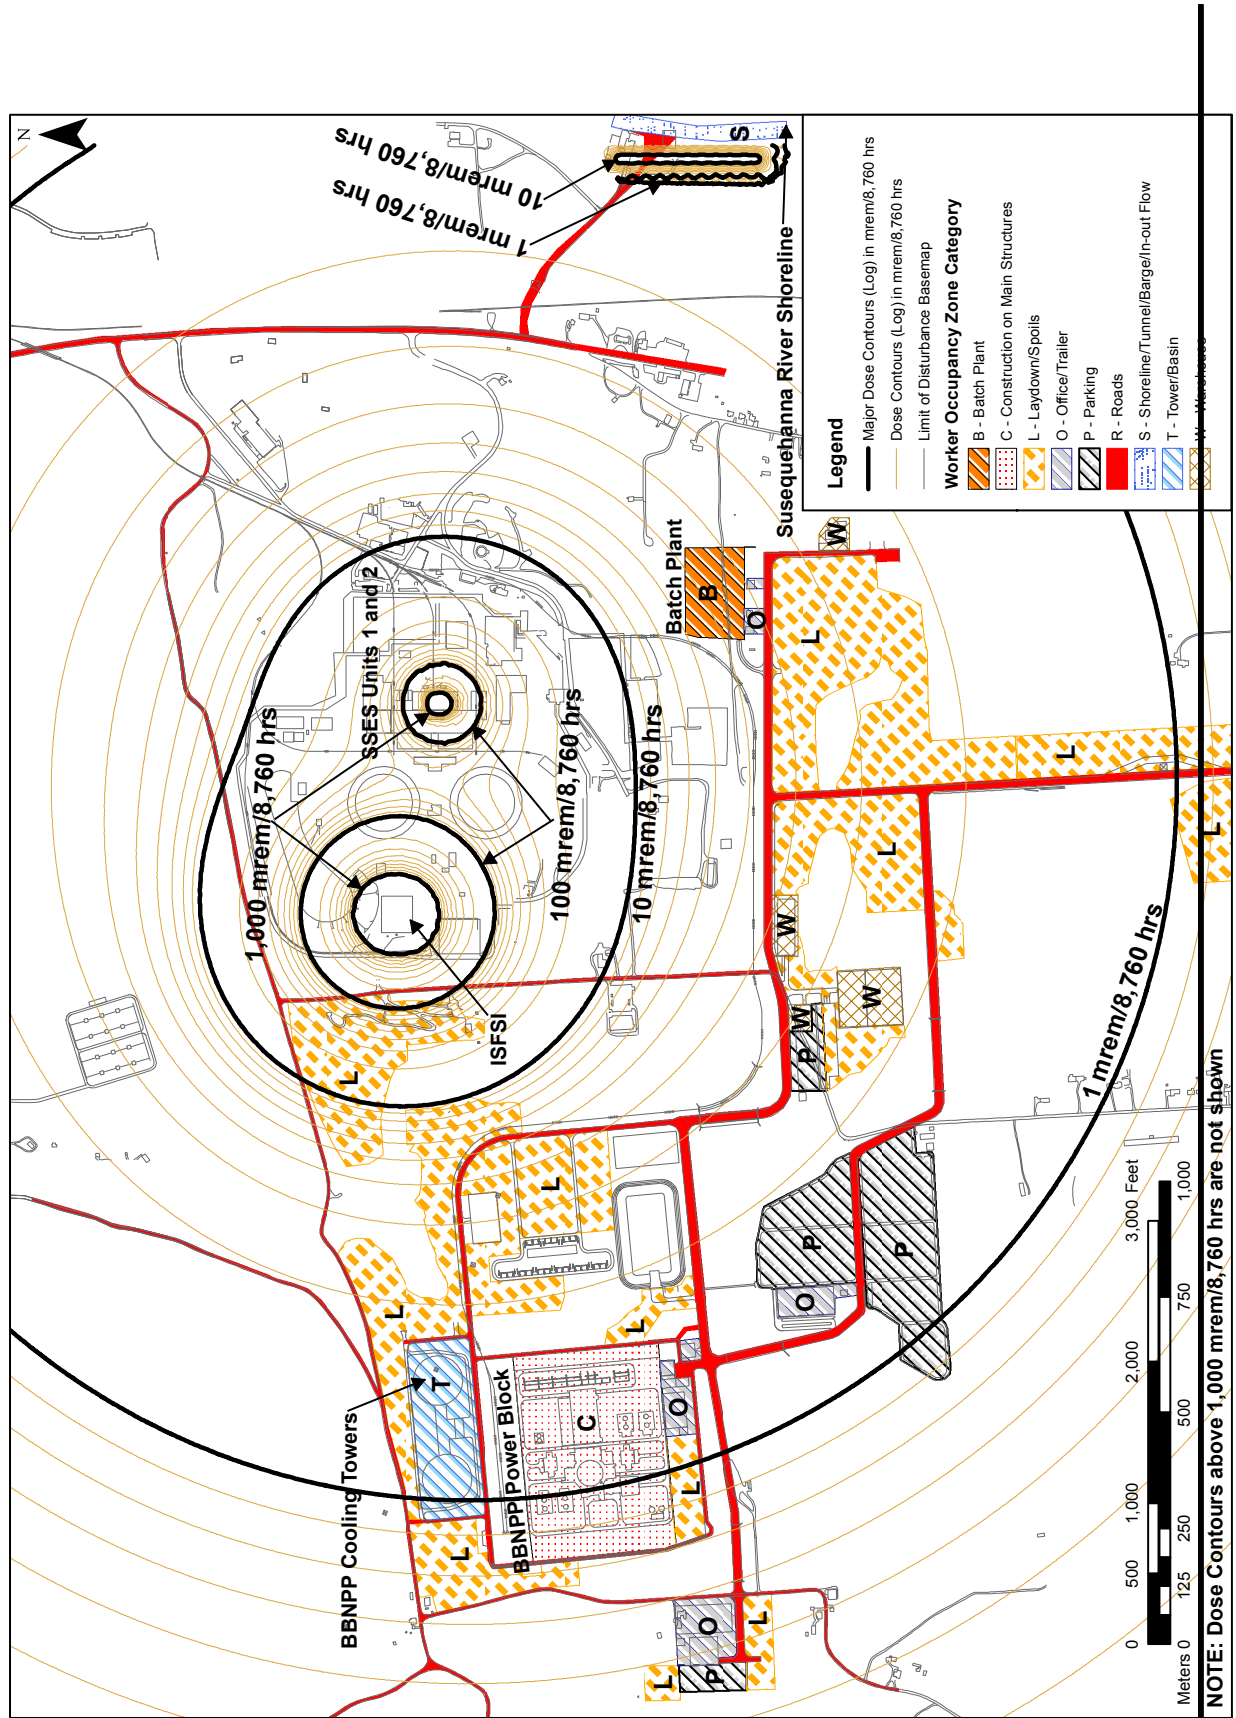 N
10 mrem/8,760 hrs
1 mrem/8,760 hrs
S
Susequehanna River Shoreline
SSES Units 1 and 2
1,000 mrem/8,760 hrs
100 mrem/8,760 hrs
10 mrem/8,760 hrs
ISFSI
Batch Plant
B
O
W
L
L
L
L
W
W
W
P
L
L
L
L
P
P
O
BBNPP Cooling Towers
T
BBNPP Power Block
C
O
L
L
O
P
L
L
1 mrem/8,760 hrs
Legend
Major Dose Contours (Log) in mrem/8,760 hrs
Dose Contours (Log) in mrem/8,760 hrs
Limit of Disturbance Basemap
Worker Occupancy Zone Category
B - Batch Plant
C - Construction on Main Structures
L - Laydown/Spoils
O - Office/Trailer
P - Parking
R - Roads
S - Shoreline/Tunnel/Barge/In-out Flow
T - Tower/Basin
W - Warehouse
0 500 1,000 2,000 3,000 Feet
Meters 0 125 250 500 750 1,000
NOTE: Dose Contours above 1,000 mrem/8,760 hrs are not shown